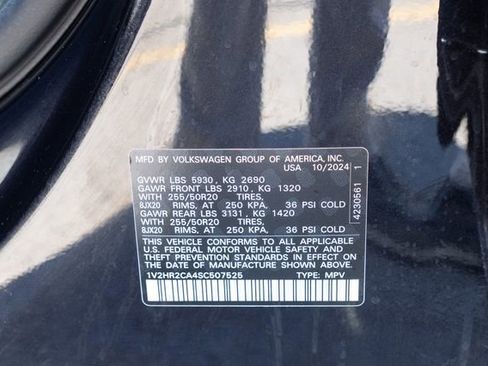 MFD BY VOLKSWAGEN GROUP OF AMERICA, INC.
USA 10/2024
GVWR LBS 5930 , KG 2690
GAWR FRONT LBS 2910 , KG 1320
WITH 255/50R20 TIRES,
8JX20 RIMS, AT 250 KPA, 36 PSI COLD
GAWR REAR LBS 3131 , KG 1420
WITH 255/50R20 TIRES,
8JX20 RIMS, AT 250 KPA, 36 PSI COLD
THIS VEHICLE CONFORMS TO ALL APPLICABLE
U.S. FEDERAL MOTOR VEHICLE SAFETY BUMPER
AND THEFT PREVENTION STANDARDS IN EFFECT
ON THE DATE OF MANUFACTURE SHOWN ABOVE.
1V2HR2CA4SC507525 TYPE: MPV
4230561 1